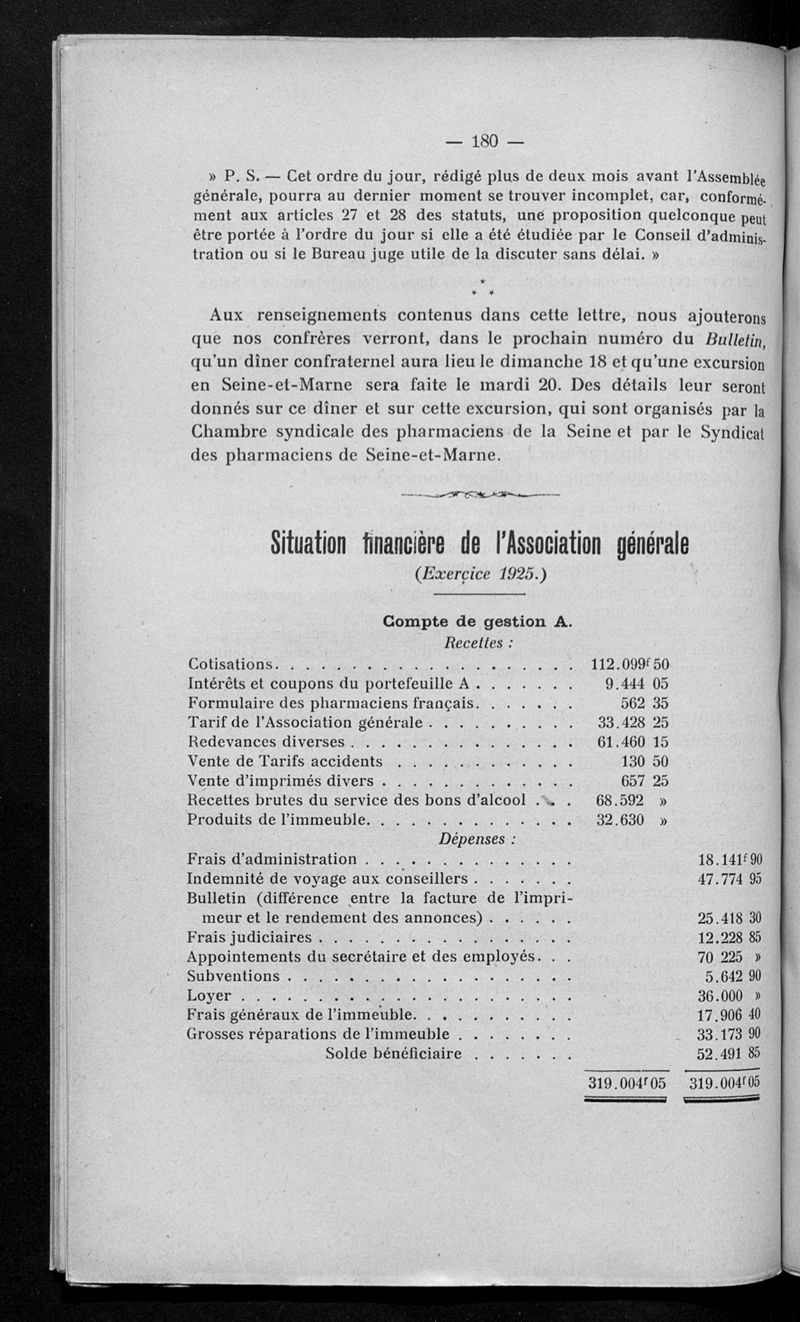 — 180 —
» P. S. — Cet ordre du jour, rédigé plus de deux mois avant l'Assemblée
générale, pourra au dernier moment se trouver incomplet, car, conformé-
ment aux articles 27 et 28 des statuts, une proposition quelconque peut
être portée à l'ordre du jour si elle a été étudiée par le Conseil d'adminis-
tration ou si le Bureau juge utile de la discuter sans délai. »
*
* *
Aux renseignements contenus dans cette lettre, nous ajouterons
que nos confrères verront, dans le prochain numéro du Bulletin,
qu'un dîner confraternel aura lieu le dimanche 18 et qu'une excursion
en Seine-et-Marne sera faite le mardi 20. Des détails leur seront
donnés sur ce dîner et sur cette excursion, qui sont organisés par la
Chambre syndicale des pharmaciens de la Seine et par le Syndicat
des pharmaciens de Seine-et-Marne.
Situation financière de l'Association générale
(Exercice 1925.)
Compte de gestion A.
Recettes :
Cotisations. . . . . . . . . . . . . . . . . . . . 112.099f 50
Intérêts et coupons du portefeuille A . . . . . . . 9.444 05
Formulaire des pharmaciens français. . . . . . . 562 35
Tarif de l'Association générale . . . . . . . . . . 33.428 25
Redevances diverses . . . . . . . . . . . . . . . 61.460 15
Vente de Tarifs accidents . . . . . . . . . . . . 130 50
Vente d'imprimés divers . . . . . . . . . . . . . 657 25
Recettes brutes du service des bons d'alcool . . . 68.592 »
Produits de l'immeuble. . . . . . . . . . . . . . 32.630 »
Dépenses :
Frais d'administration . . . . . . . . . . . . . . 18.141f 90
Indemnité de voyage aux conseillers . . . . . . . 47.774 95
Bulletin (différence entre la facture de l'impri-
meur et le rendement des annonces) . . . . . . 25.418 30
Frais judiciaires . . . . . . . . . . . . . . . . . 12.228 85
Appointements du secrétaire et des employés. . . 70 225 »
Subventions . . . . . . . . . . . . . . . . . . . 5.642 90
Loyer . . . . . . . . . . . . . . . . . . . . . . 36.000 »
Frais généraux de l'immeuble. . . . . . . . . . . 17.906 40
Grosses réparations de l'immeuble . . . . . . . . 33.173 90
Solde bénéficiaire . . . . . . . 52.491 85
319.004f 05 319.004f 05